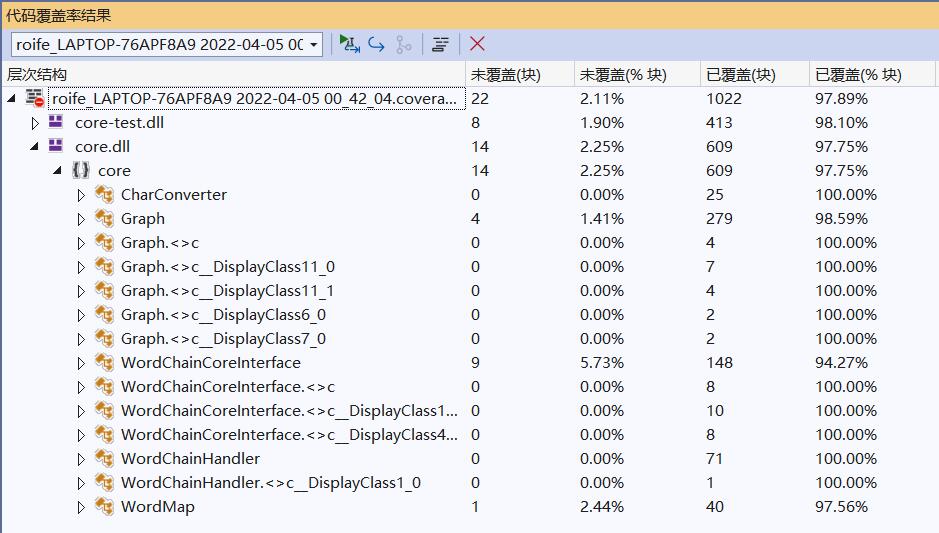 代码覆盖率结果
roife_LAPTOP-76APF8A9 2022-04-05 00
层次结构 未覆盖(块) 未覆盖(% 块) 已覆盖(块) 已覆盖(% 块)
roife_LAPTOP-76APF8A9 2022-04-05 00_42_04.covera... 22 2.11% 1022 97.89%
core-test.dll 8 1.90% 413 98.10%
core.dll 14 2.25% 609 97.75%
core 14 2.25% 609 97.75%
CharConverter 0 0.00% 25 100.00%
Graph 4 1.41% 279 98.59%
Graph.<>c 0 0.00% 4 100.00%
Graph.<>c__DisplayClass11_0 0 0.00% 7 100.00%
Graph.<>c__DisplayClass11_1 0 0.00% 4 100.00%
Graph.<>c__DisplayClass6_0 0 0.00% 2 100.00%
Graph.<>c__DisplayClass7_0 0 0.00% 2 100.00%
WordChainCoreInterface 9 5.73% 148 94.27%
WordChainCoreInterface.<>c 0 0.00% 8 100.00%
WordChainCoreInterface.<>c__DisplayClass1... 0 0.00% 10 100.00%
WordChainCoreInterface.<>c__DisplayClass4... 0 0.00% 8 100.00%
WordChainHandler 0 0.00% 71 100.00%
WordChainHandler.<>c__DisplayClass1_0 0 0.00% 1 100.00%
WordMap 1 2.44% 40 97.56%